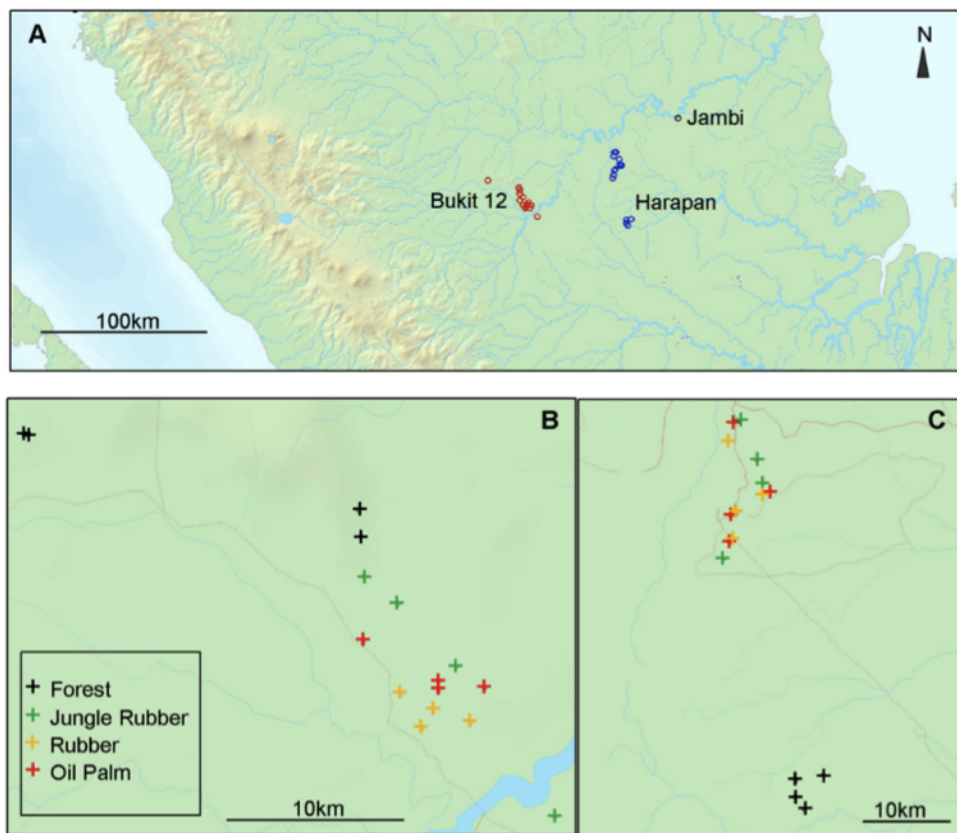 A
N
Jambi
Bukit 12
Harapan
100km
B
C
Forest
Jungle Rubber
Rubber
Oil Palm
10km
10km